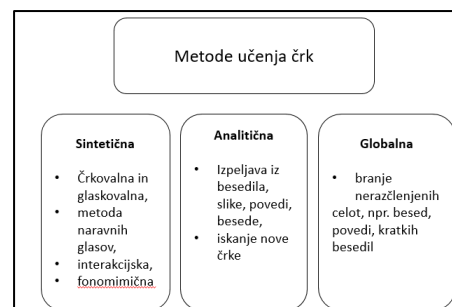 Metode učenja črk
Sintetična
• Črkovalna in
glaskovalna,
• metoda
naravnih
glasov,
• interakcijska,
• fonomimična
Analitična
• Izpeljava iz
besedila,
slike, povedi,
besede,
• iskanje nove
črke
Globalna
• branje
nerazčlenjenih
celot, npr. besed,
povedi, kratkih
besedil